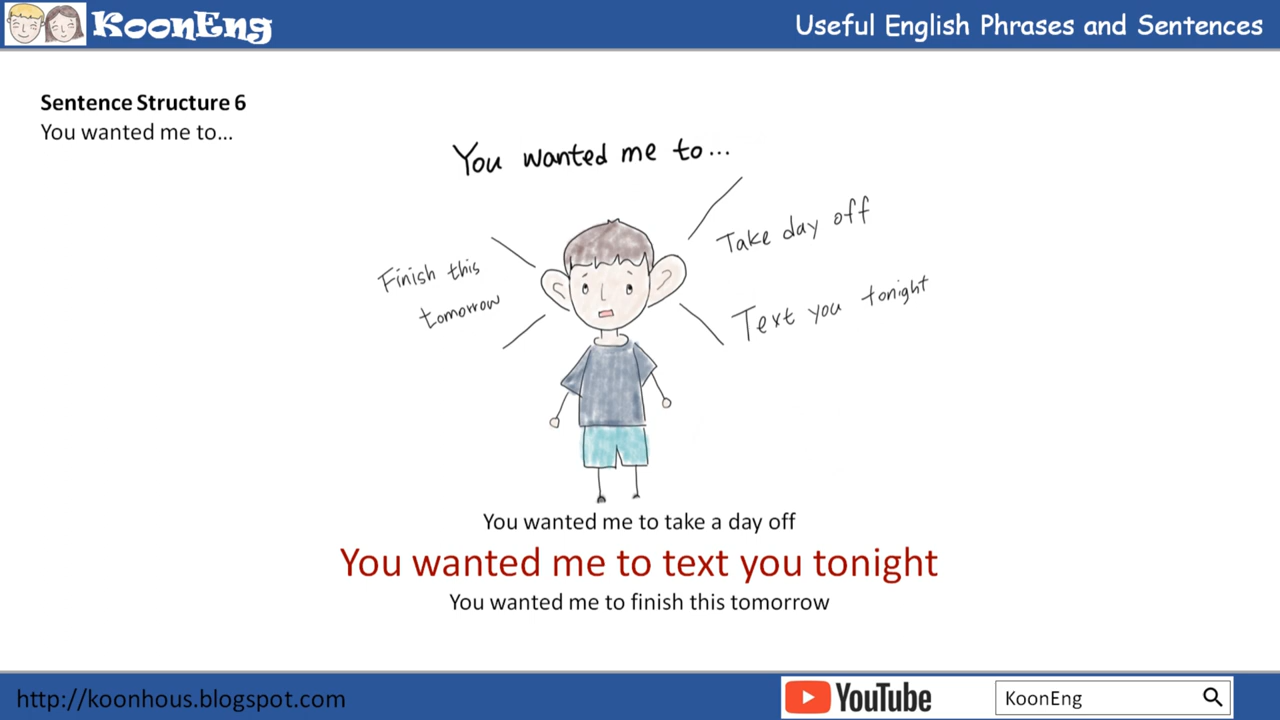 KoonEng
Useful English Phrases and Sentences
Sentence Structure 6
You wanted me to...
You wanted me to...
Take day off
Finish this
tomorrow
Text you tonight
You wanted me to take a day off
You wanted me to text you tonight
You wanted me to finish this tomorrow
http://koonhous.blogspot.com
YouTube
KoonEng